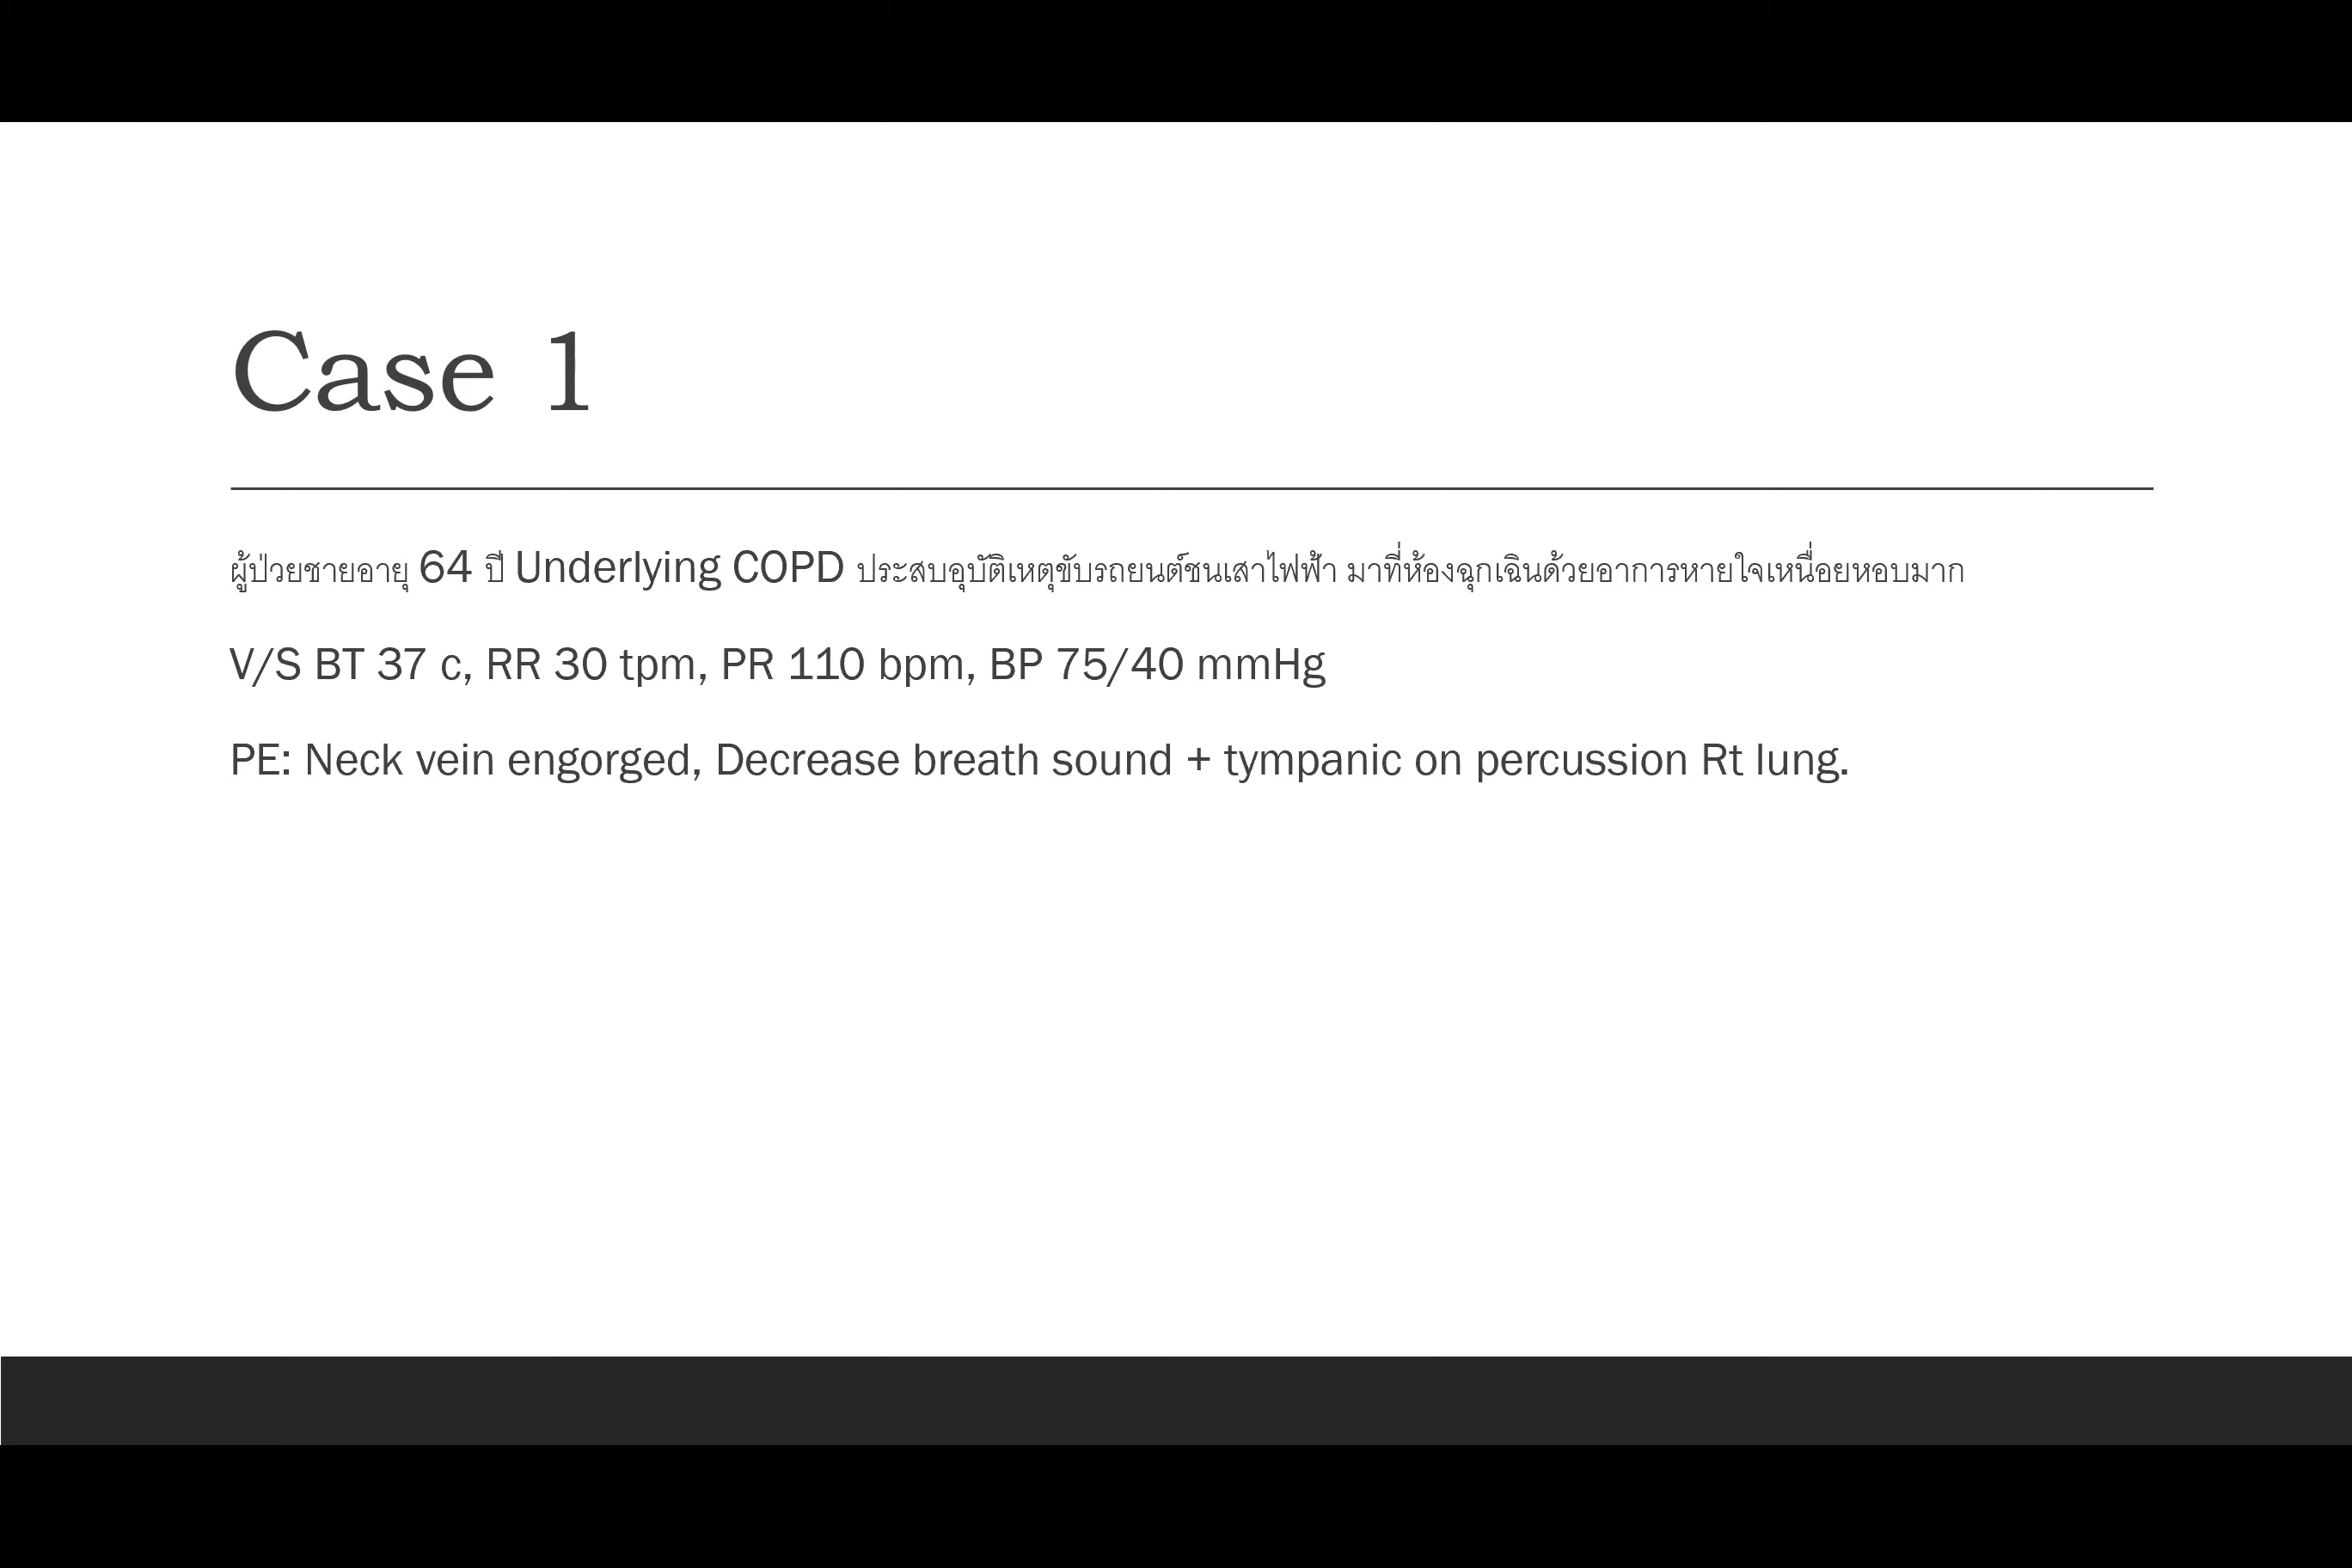 Case 1
ผู้ป่วยชายอายุ 64 ปี Underlying COPD ประสบอุบัติเหตุขับรถยนต์ชนเสาไฟฟ้า มาที่ห้องฉุกเฉินด้วยอาการหายใจเหนื่อยหอบมาก
V/S BT 37 c, RR 30 tpm, PR 110 bpm, BP 75/40 mmHg
PE: Neck vein engorged, Decrease breath sound + tympanic on percussion Rt lung.